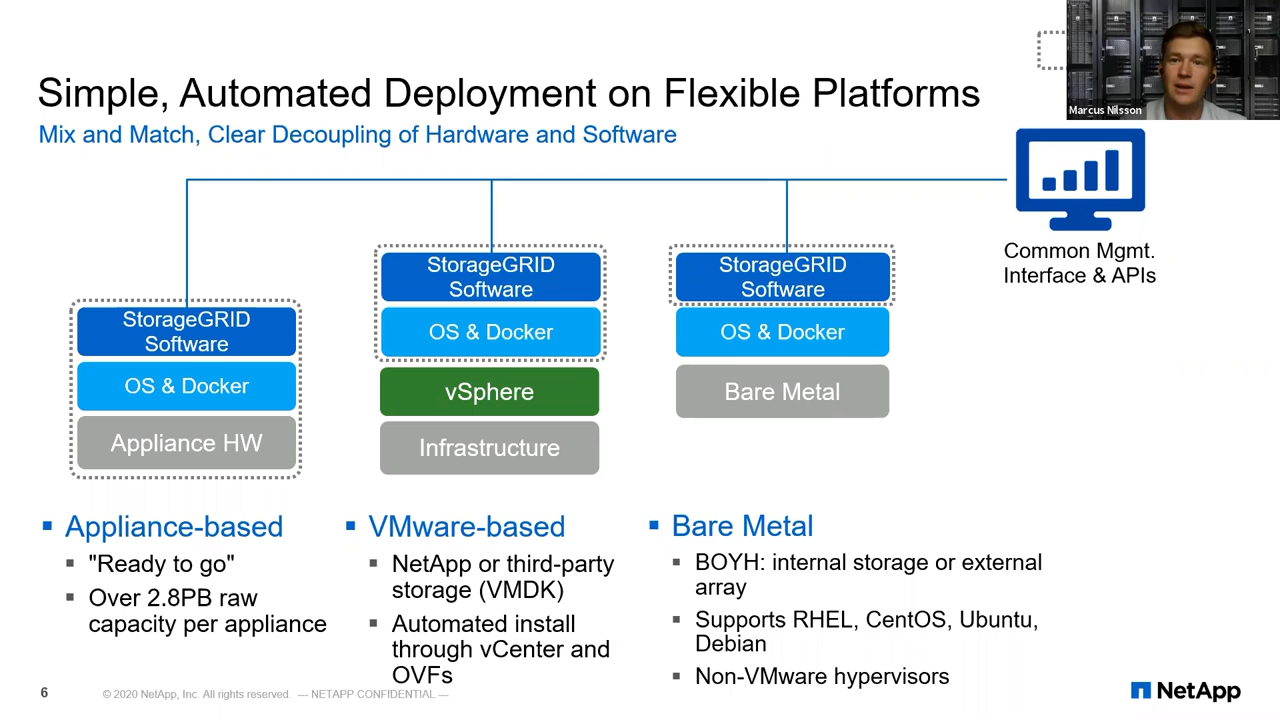 Marcus Nilsson
Simple, Automated Deployment on Flexible Platforms
Mix and Match, Clear Decoupling of Hardware and Software
Common Mgmt.
Interface & APIs
StorageGRID
Software
OS & Docker
Appliance HW
StorageGRID
Software
OS & Docker
vSphere
Infrastructure
StorageGRID
Software
OS & Docker
Bare Metal
Appliance-based
"Ready to go"
Over 2.8PB raw
capacity per appliance
VMware-based
NetApp or third-party
storage (VMDK)
Automated install
through vCenter and
OVFs
Bare Metal
BOYH: internal storage or external
array
Supports RHEL, CentOS, Ubuntu,
Debian
Non-VMware hypervisors
6
© 2020 NetApp, Inc. All rights reserved. — NETAPP CONFIDENTIAL —
NetApp